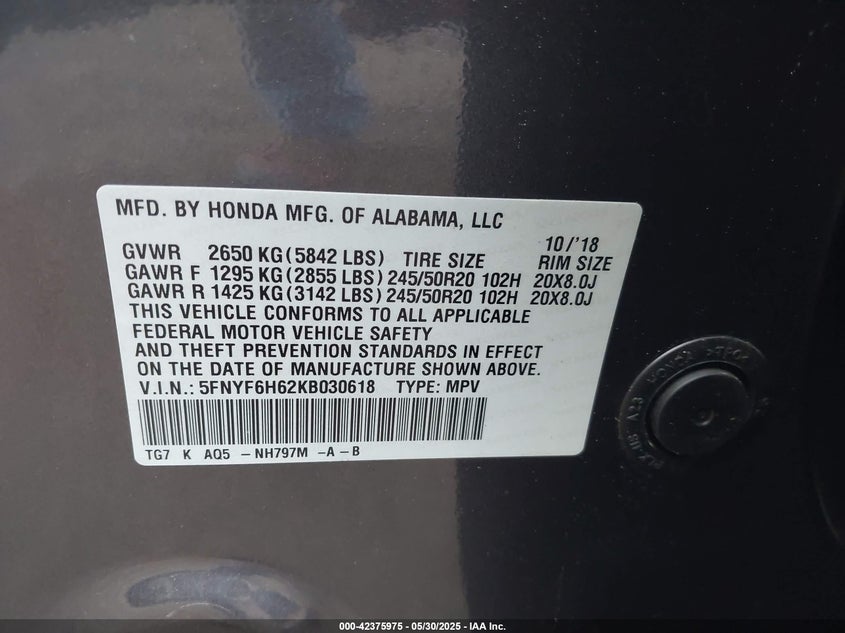 MFD. BY HONDA MFG. OF ALABAMA, LLC
10/'18
GVWR 2650 KG (5842 LBS) TIRE SIZE RIM SIZE
GAWR F 1295 KG (2855 LBS) 245/50R20 102H 20X8.0J
GAWR R 1425 KG (3142 LBS) 245/50R20 102H 20X8.0J
THIS VEHICLE CONFORMS TO ALL APPLICABLE
FEDERAL MOTOR VEHICLE SAFETY
AND THEFT PREVENTION STANDARDS IN EFFECT
ON THE DATE OF MANUFACTURE SHOWN ABOVE.
V.I.N.: 5FNYF6H62KB030618 TYPE: MPV
TG7 K AQ5 - NH797M -A - B
HONDA >TPO<
A23
000-42375975 — 05/30/2025 — IAA Inc.